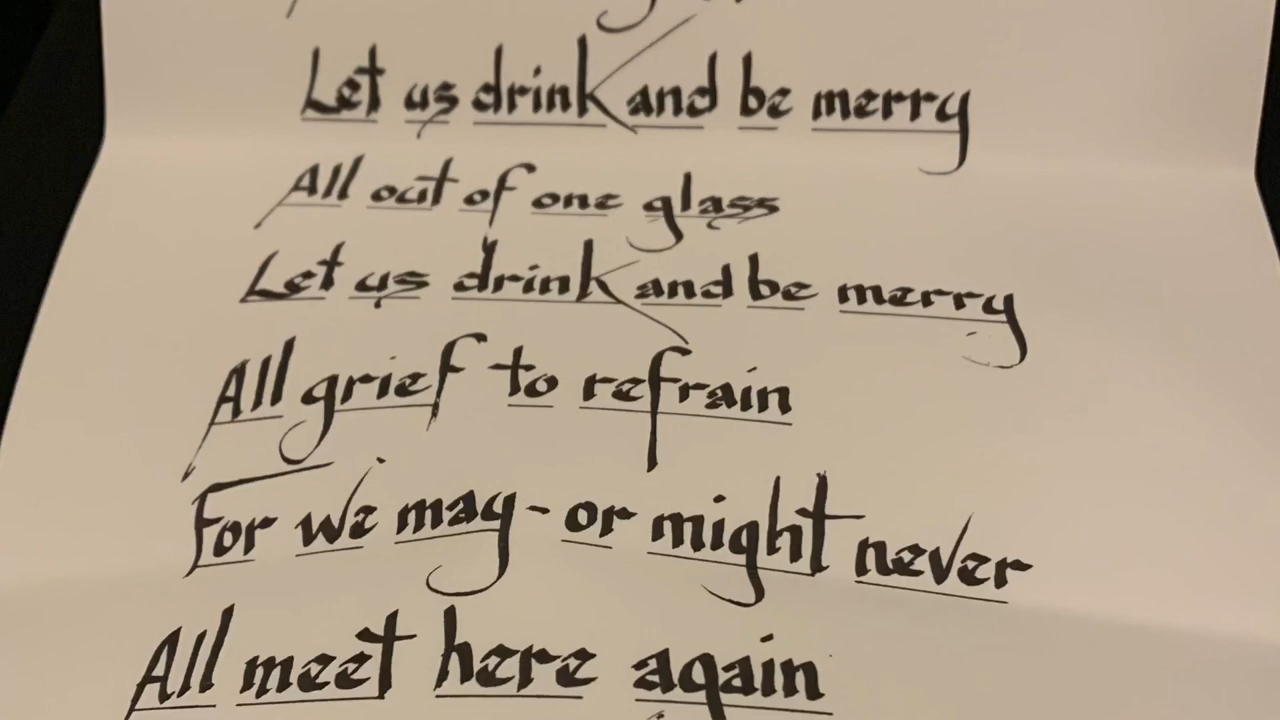 Let us drink and be merry
All out of one glass
Let us drink and be merry
All grief to refrain
For we may - or might never
All meet here again